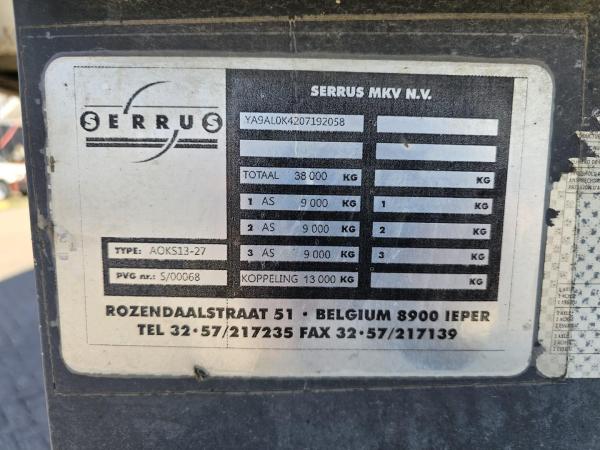 SERRUS
SERRUS MKV N.V.
YA9AL0K4207192058
TOTAAL 38 000 KG KG
1 AS 9 000 KG 1 KG
2 AS 9 000 KG 2 KG
3 AS 9 000 KG 3 KG
KOPPELING 13 000 KG KG
TYPE: AOKS13-27
PVG nr.: S/00068
ROZENDAALSTRAAT 51 · BELGIUM 8900 IEPER
TEL 32·57/217235 FAX 32·57/217139